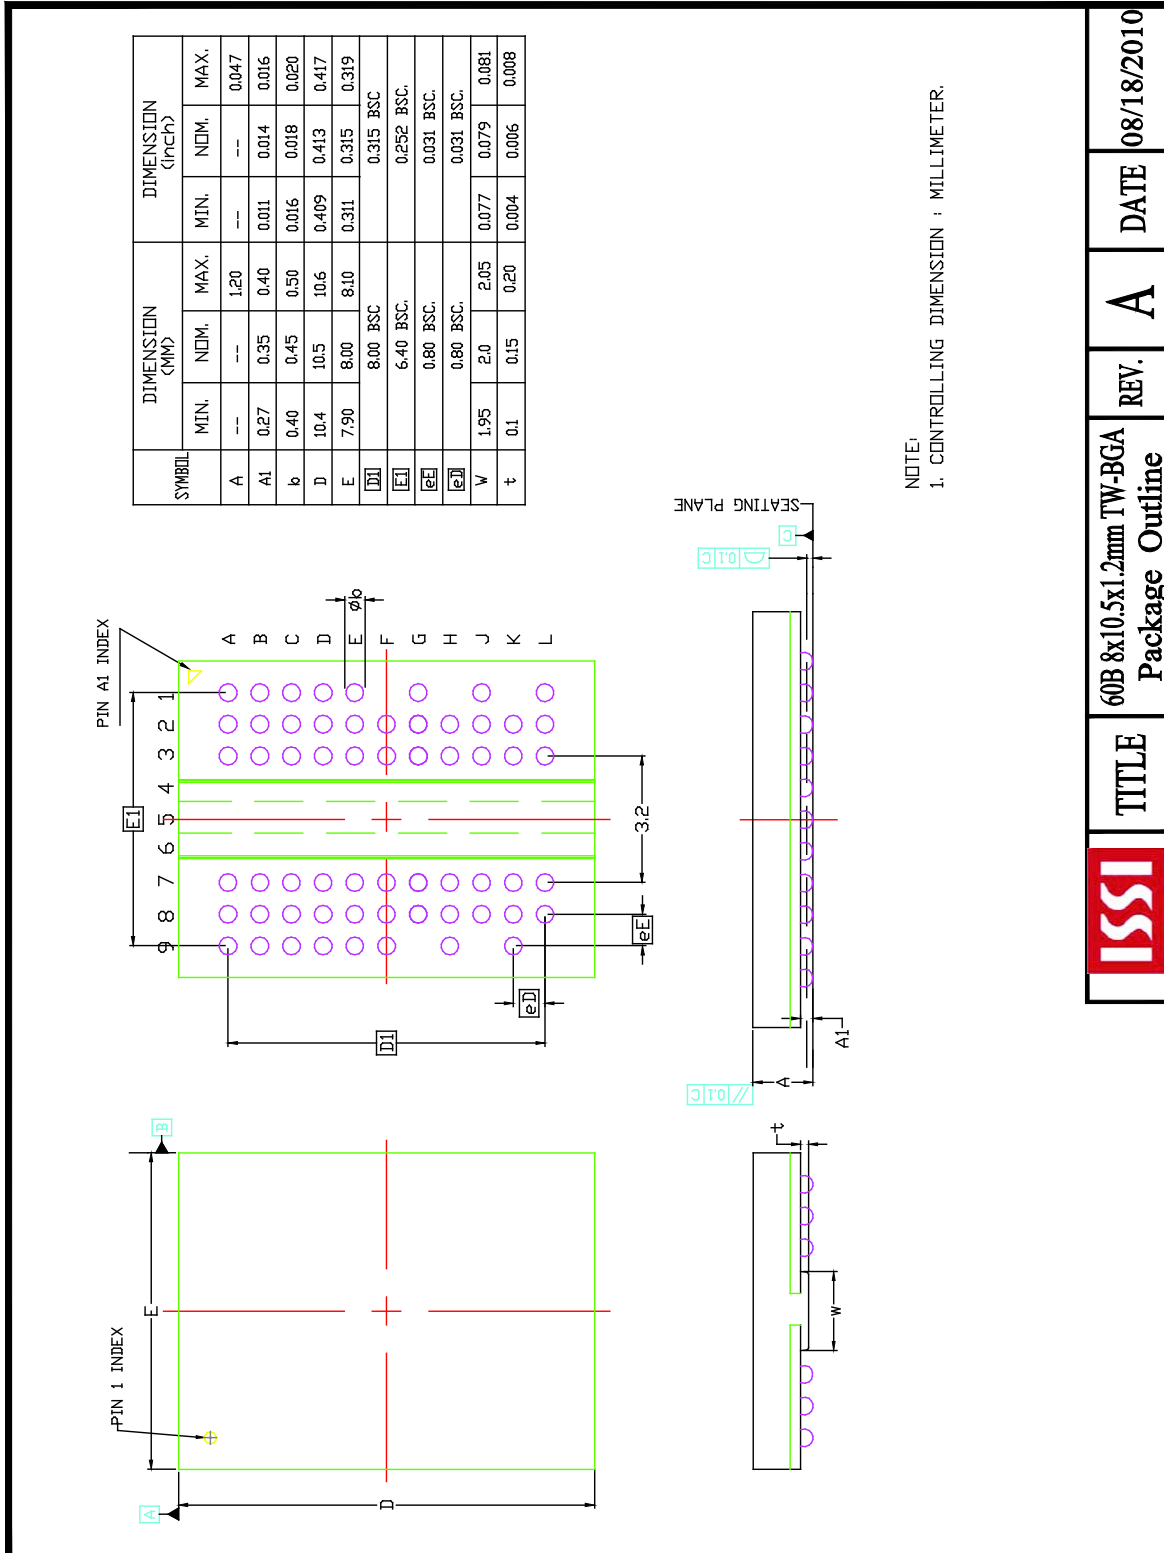 SYMBOL DIMENSION (MM) DIMENSION (inch)
MIN. NOM. MAX. MIN. NOM. MAX.
A -- -- 1.20 -- -- 0.047
A1 0.27 0.35 0.40 0.011 0.014 0.016
b 0.40 0.45 0.50 0.016 0.018 0.020
D 10.4 10.5 10.6 0.409 0.413 0.417
E 7.90 8.00 8.10 0.311 0.315 0.319
D1 8.00 BSC 0.315 BSC
E1 6.40 BSC. 0.252 BSC.
eE 0.80 BSC. 0.031 BSC.
eD 0.80 BSC. 0.031 BSC.
W 1.95 2.0 2.05 0.077 0.079 0.081
t 0.1 0.15 0.20 0.004 0.006 0.008
PIN A1 INDEX
E1
9 8 7 6 5 4 3 2 1
A
B
C
D
E
F
G
H
J
K
L
øb
D1
eD
eE
3.2
PIN 1 INDEX
A
B
E
D
SEATING PLANE
C
0.1 C
// 0.1 C
A
A1
t
W
NOTE:
1. CONTROLLING DIMENSION : MILLIMETER.
ISSI
TITLE
60B 8x10.5x1.2mm TW-BGA
Package Outline
REV.
A
DATE
08/18/2010